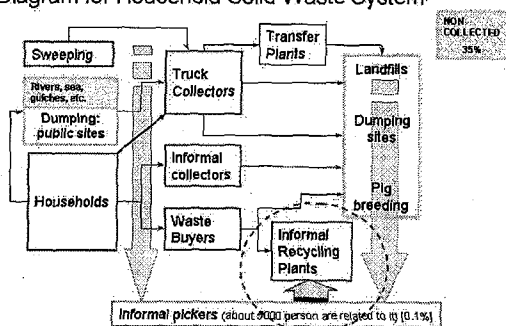 Diagram for Household Solid Waste System
NON
COLLECTED
35%
Sweeping
Transfer
Plants
Truck
Collectors
Landfills
Rivers, sea,
gulches, etc.
Dumping:
public sites
Dumping
sites
Informal
collectors
Households
Pig
breeding
Waste
Buyers
Informal
Recycling
Plants
Informal pickers (about 9000 person are related to it) [0.1%]